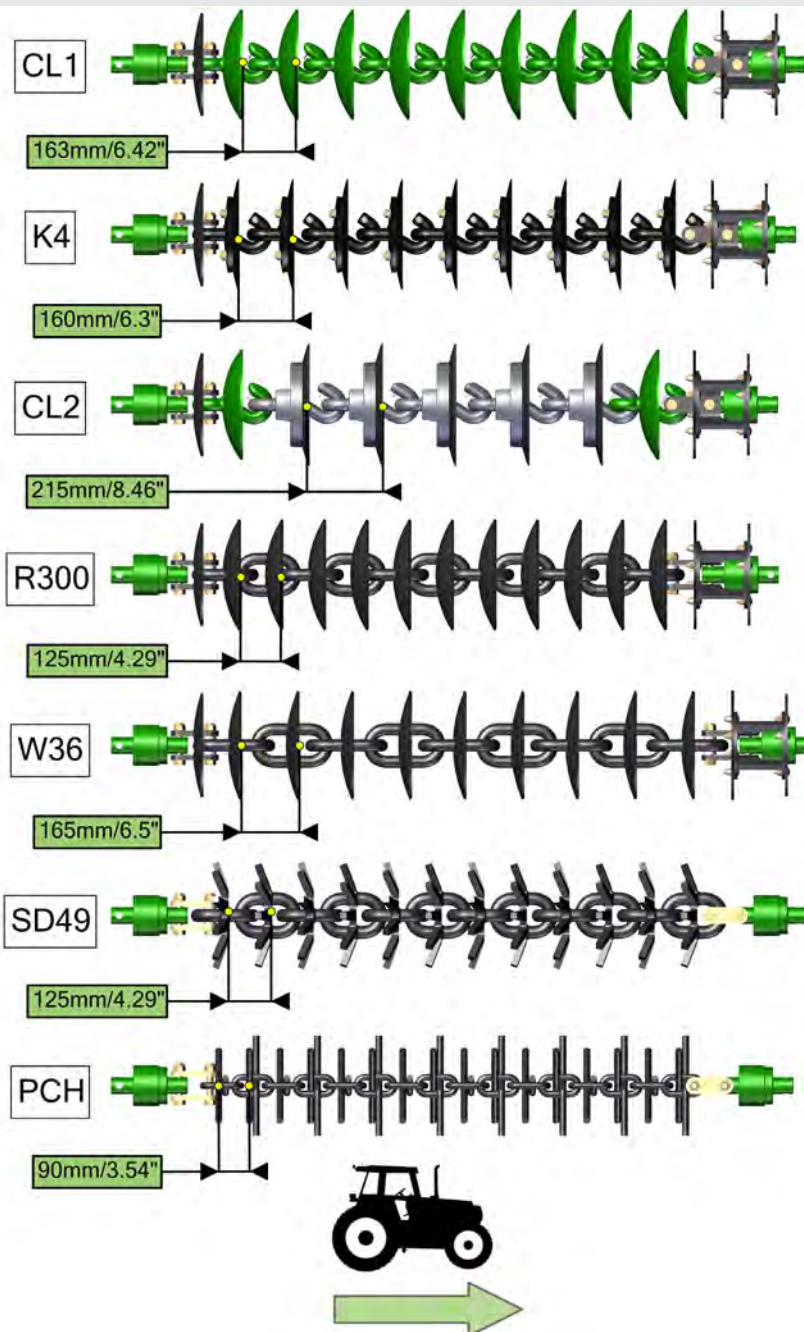 CL1
163mm/6.42"
K4
160mm/6.3"
CL2
215mm/8.46"
R300
125mm/4.29"
W36
165mm/6.5"
SD49
125mm/4.29"
PCH
90mm/3.54"